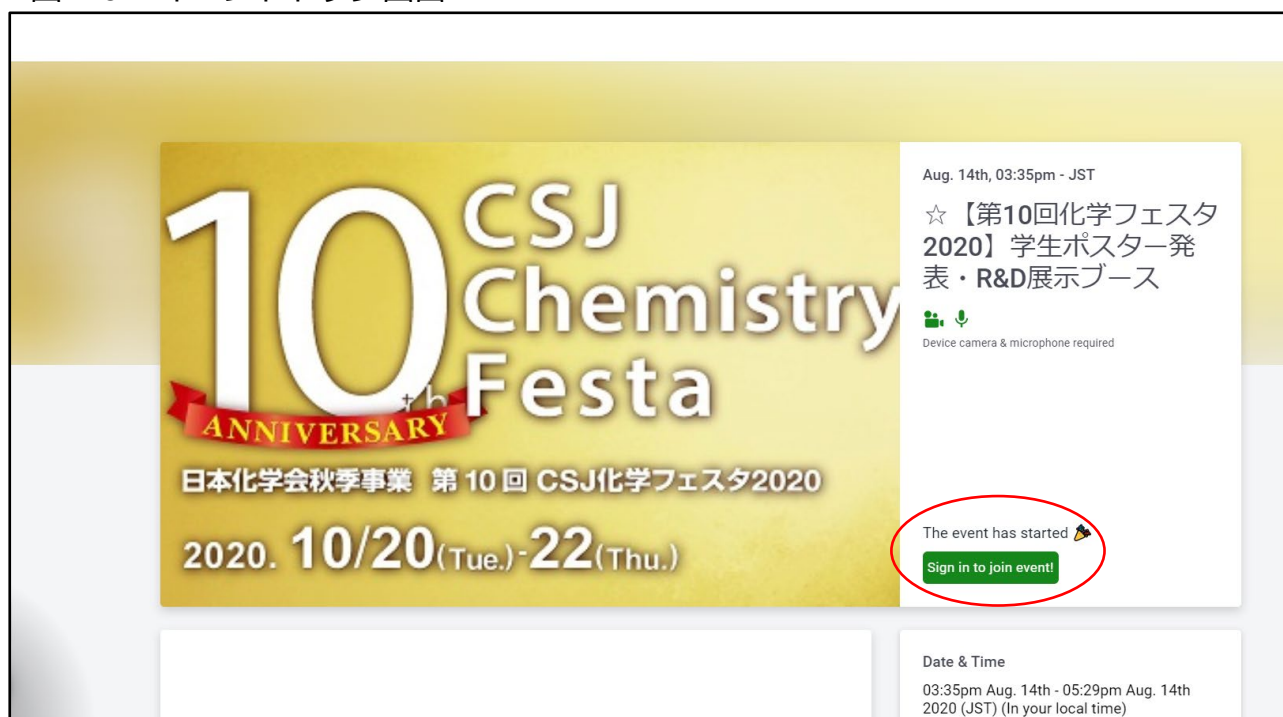 10th
CSJ
Chemistry
Festa
ANNIVERSARY
日本化学会秋季事業 第10回 CSJ化学フェスタ2020
2020. 10/20(Tue.)-22(Thu.)
Aug. 14th, 03:35pm - JST
☆【第10回化学フェスタ
2020】学生ポスター発
表・R&D展示ブース
Device camera & microphone required
The event has started
Sign in to join event!
Date & Time
03:35pm Aug. 14th - 05:29pm Aug. 14th
2020 (JST) (In your local time)